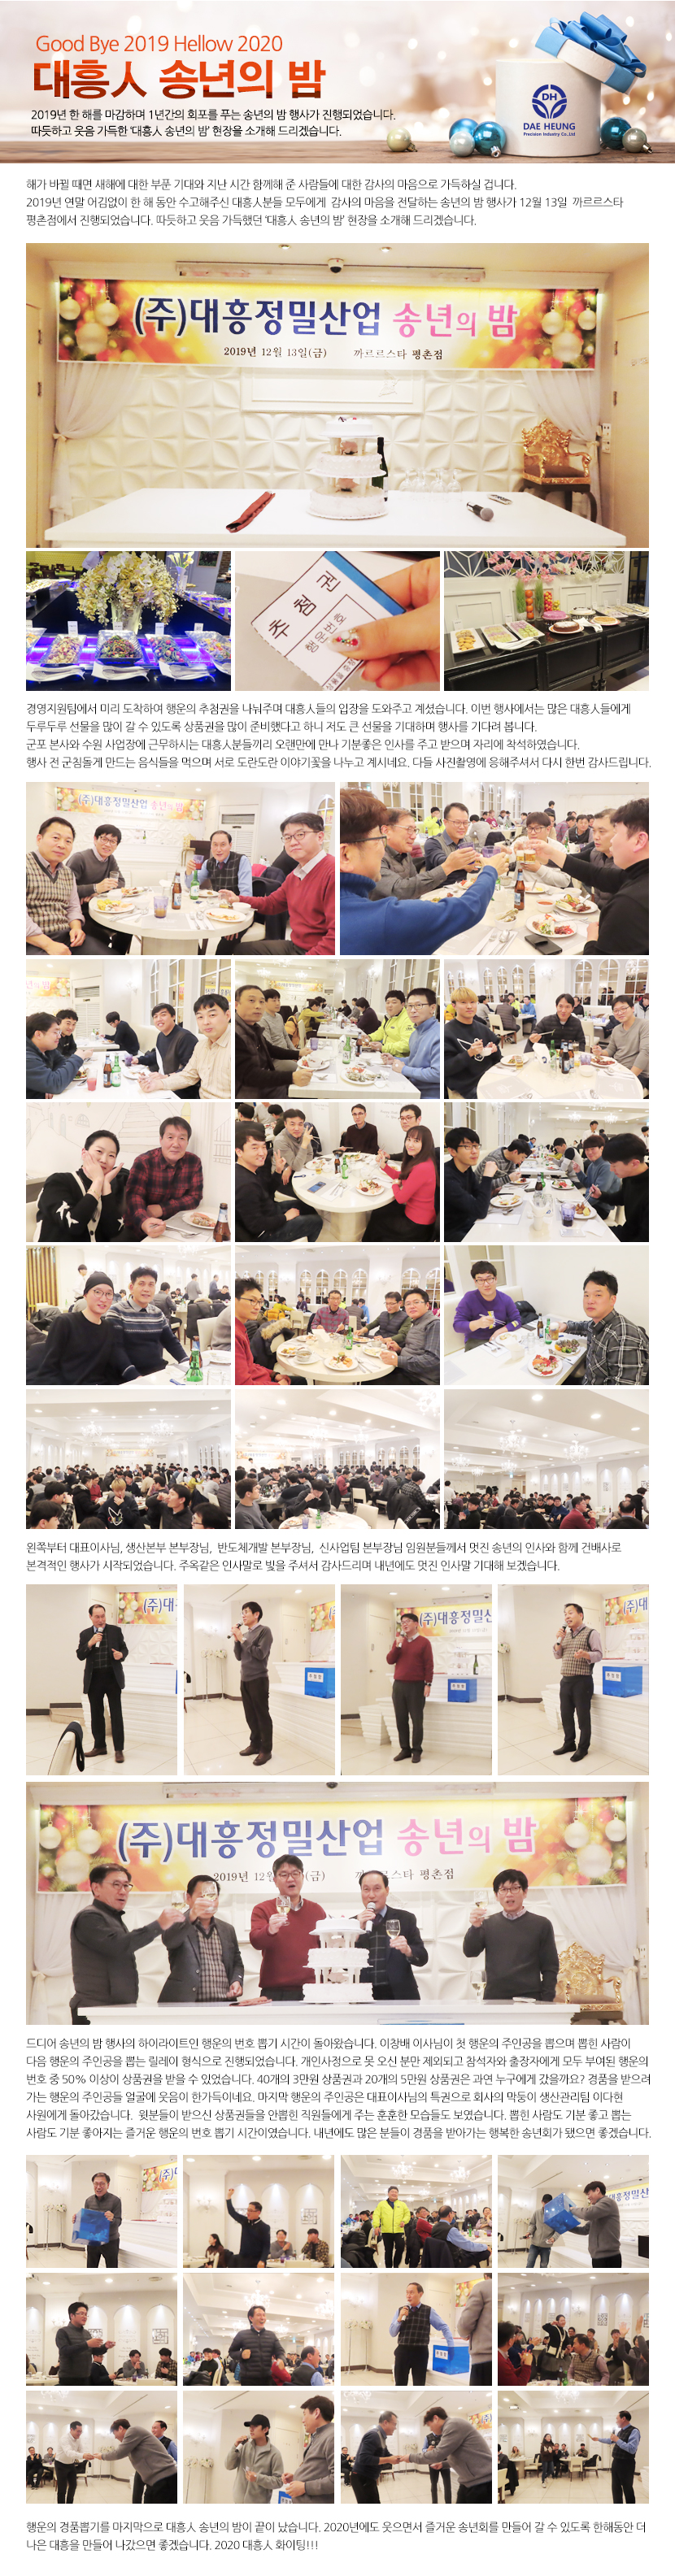 Good Bye 2019 Hellow 2020
대흥人 송년의 밤
2019년 한 해를 마감하며 1년간의 회포를 푸는 송년의 밤 행사가 진행되었습니다.
따듯하고 웃음 가득한 '대흥人 송년의 밤' 현장을 소개해 드리겠습니다.
DH
DAE HEUNG
Precision Industry Co.,Ltd
해가 바뀔 때면 새해에 대한 부푼 기대와 지난 시간 함께해 준 사람들에 대한 감사의 마음으로 가득하실 겁니다.
2019년 연말 어김없이 한 해 동안 수고해주신 대흥人분들 모두에게 감사의 마음을 전달하는 송년의 밤 행사가 12월 13일 까르르스타
평촌점에서 진행되었습니다. 따듯하고 웃음 가득했던 '대흥人 송년의 밤' 현장을 소개해 드리겠습니다.
(주)대흥정밀산업 송년의 밤
2019년 12월 13일(금) 까르르스타 평촌점
추첨권
행운번호
경영지원팀에서 미리 도착하여 행운의 추첨권을 나눠주며 대흥人들의 입장을 도와주고 계셨습니다. 이번 행사에서는 많은 대흥人들에게
두루두루 선물을 많이 갈 수 있도록 상품권을 많이 준비했다고 하니 저도 큰 선물을 기대하며 행사를 기다려 봅니다.
군포 본사와 수원 사업장에 근무하시는 대흥人분들끼리 오랜만에 만나 기분좋은 인사를 주고 받으며 자리에 착석하였습니다.
행사 전 군침돌게 만드는 음식들을 먹으며 서로 도란도란 이야기꽃을 나누고 계시네요. 다들 사진촬영에 응해주셔서 다시 한번 감사드립니다.
(주)대흥정밀산업 송년의 밤
왼쪽부터 대표이사님, 생산본부 본부장님, 반도체개발 본부장님, 신사업팀 본부장님 임원분들께서 멋진 송년의 인사와 함께 건배사로
본격적인 행사가 시작되었습니다. 주옥같은 인사말로 빛을 주셔서 감사드리며 내년에도 멋진 인사말 기대해 보겠습니다.
(주)대
(주)대흥정밀산
(주)대흥정밀산업 송년의 밤
2019년 12월 (금) 까르르스타 평촌점
드디어 송년의 밤 행사의 하이라이트인 행운의 번호 뽑기 시간이 돌아왔습니다. 이창배 이사님이 첫 행운의 주인공을 뽑으며 뽑힌 사람이
다음 행운의 주인공을 뽑는 릴레이 형식으로 진행되었습니다. 개인사정으로 못 오신 분만 제외되고 참석자와 출장자에게 모두 부여된 행운의
번호 중 50% 이상이 상품권을 받을 수 있었습니다. 40개의 3만원 상품권과 20개의 5만원 상품권은 과연 누구에게 갔을까요? 경품을 받으려
가는 행운의 주인공들 얼굴에 웃음이 한가득이네요. 마지막 행운의 주인공은 대표이사님의 특권으로 회사의 막둥이 생산관리팀 이다현
사원에게 돌아갔습니다. 윗분들이 받으신 상품권들을 안뽑힌 직원들에게 주는 훈훈한 모습들도 보였습니다. 뽑힌 사람도 기분 좋고 뽑는
사람도 기분 좋아지는 즐거운 행운의 번호 뽑기 시간이였습니다. 내년에도 많은 분들이 경품을 받아가는 행복한 송년회가 됐으면 좋겠습니다.
행운의 경품뽑기를 마지막으로 대흥人 송년의 밤이 끝이 났습니다. 2020년에도 웃으면서 즐거운 송년회를 만들어 갈 수 있도록 한해동안 더
나은 대흥을 만들어 나갔으면 좋겠습니다. 2020 대흥人 화이팅!!!